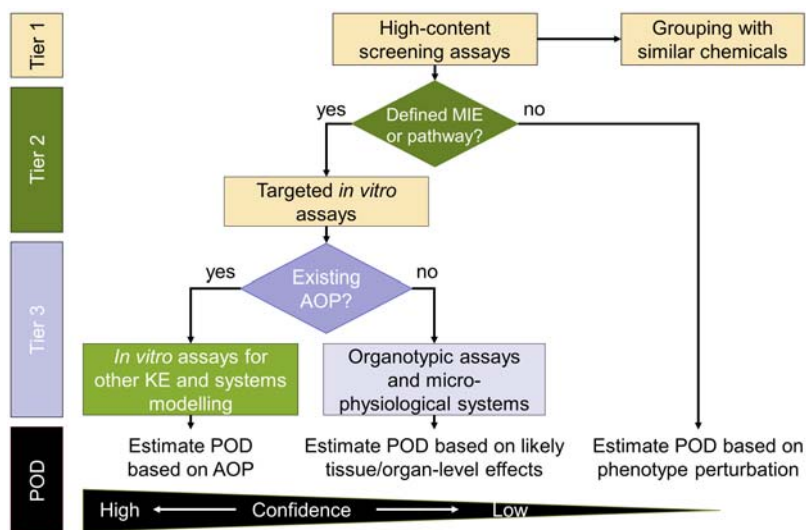 Tier 1
High-content
screening assays
Grouping with
similar chemicals
Tier 2
yes
Defined MIE
or pathway?
no
Targeted in vitro
assays
Tier 3
yes
Existing
AOP?
no
In vitro assays for
other KE and systems
modelling
Organotypic assays
and micro-
physiological systems
POD
Estimate POD
based on AOP
Estimate POD based on likely
tissue/organ-level effects
Estimate POD based on
phenotype perturbation
High
Confidence
Low